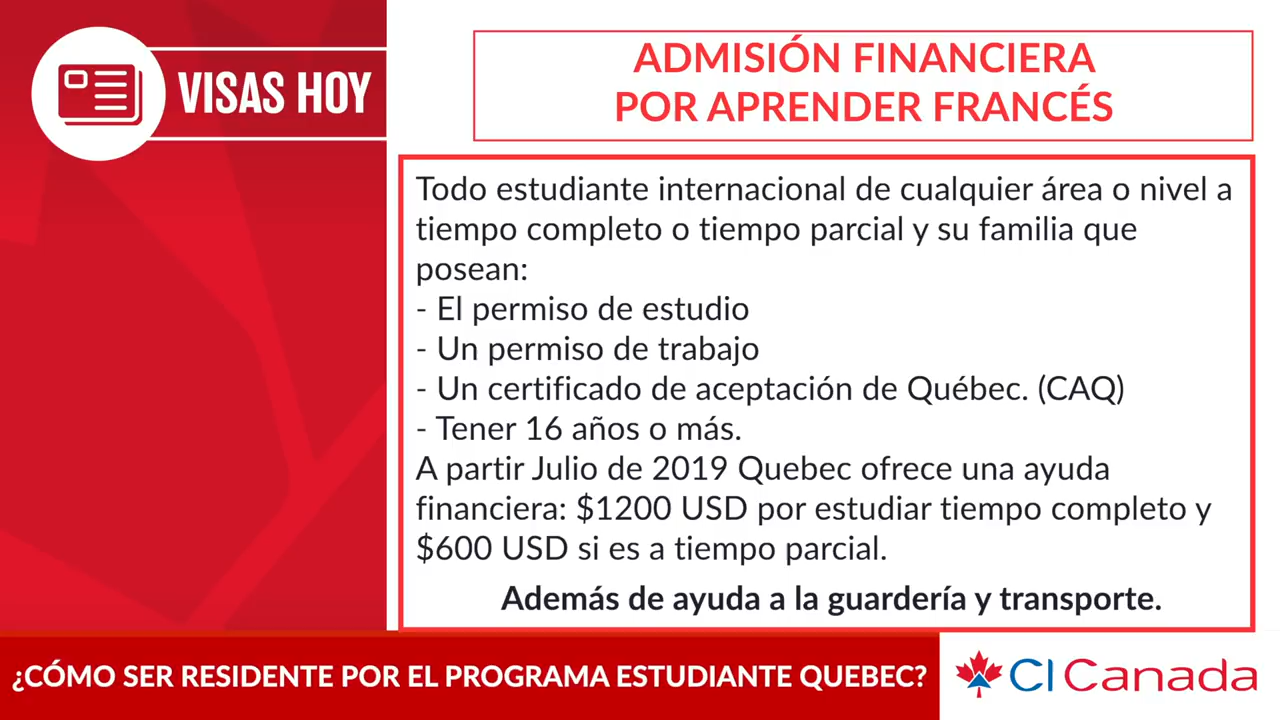 VISAS HOY
ADMISIÓN FINANCIERA
POR APRENDER FRANCÉS
Todo estudiante internacional de cualquier área o nivel a
tiempo completo o tiempo parcial y su familia que
posean:
- El permiso de estudio
- Un permiso de trabajo
- Un certificado de aceptación de Québec. (CAQ)
- Tener 16 años o más.
A partir Julio de 2019 Quebec ofrece una ayuda
financiera: $1200 USD por estudiar tiempo completo y
$600 USD si es a tiempo parcial.
Además de ayuda a la guardería y transporte.
¿CÓMO SER RESIDENTE POR EL PROGRAMA ESTUDIANTE QUEBEC?
CI Canada